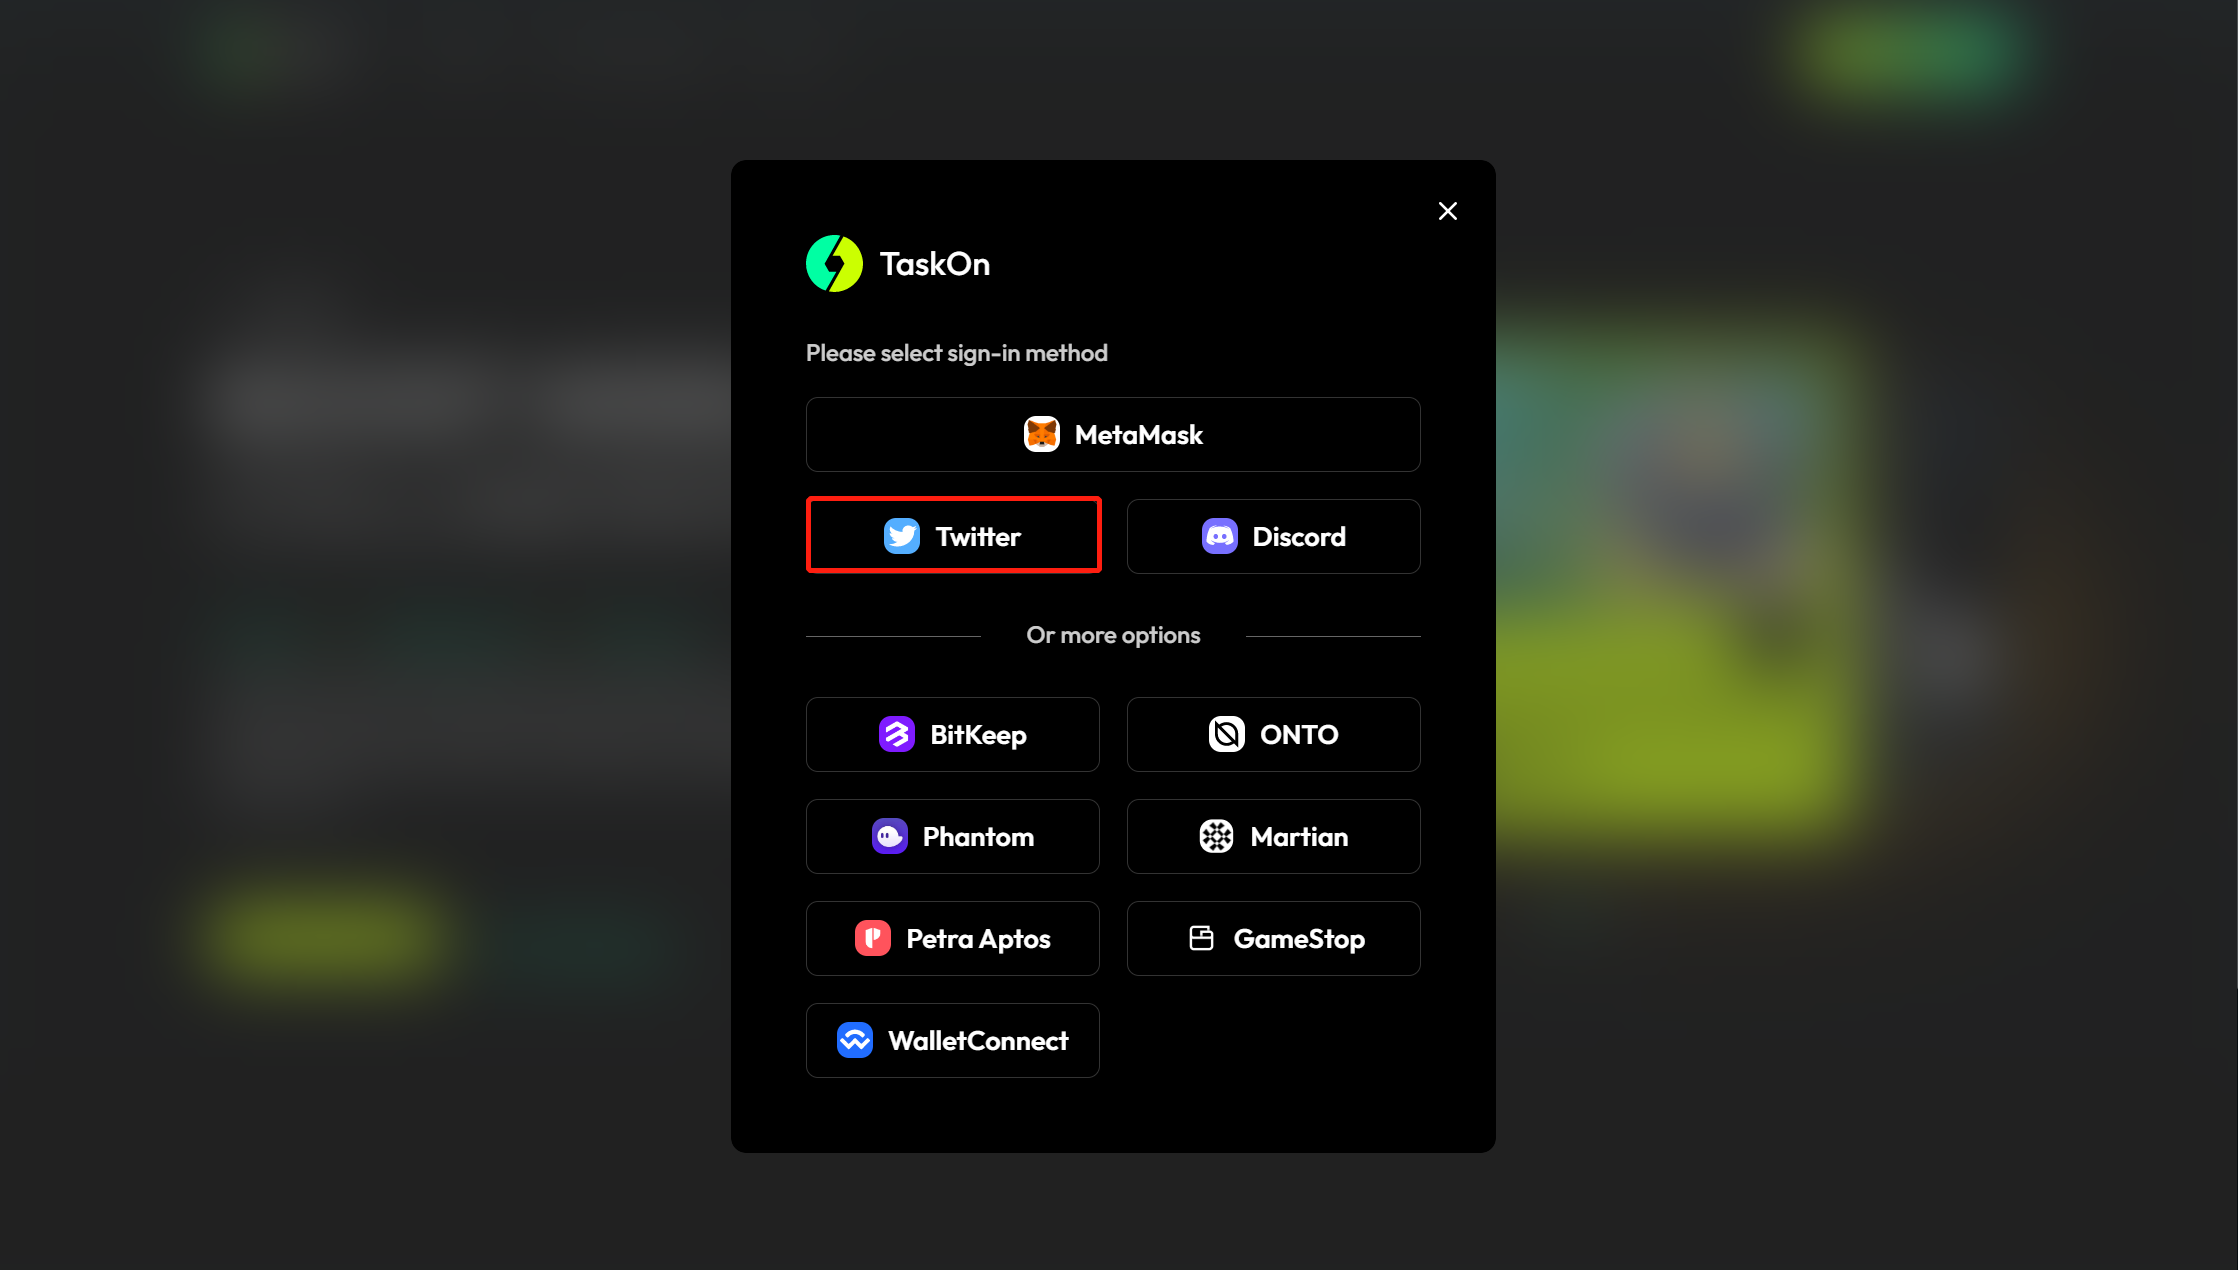 TaskOn
Please select sign-in method
MetaMask
Twitter
Discord
Or more options
BitKeep
ONTO
Phantom
Martian
Petra Aptos
GameStop
WalletConnect